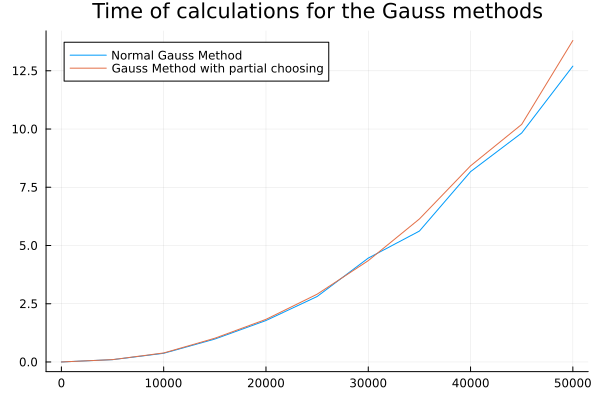 Time of calculations for the Gauss methods
Normal Gauss Method
Gauss Method with partial choosing
12.5
10.0
7.5
5.0
2.5
0.0
0 10000 20000 30000 40000 50000